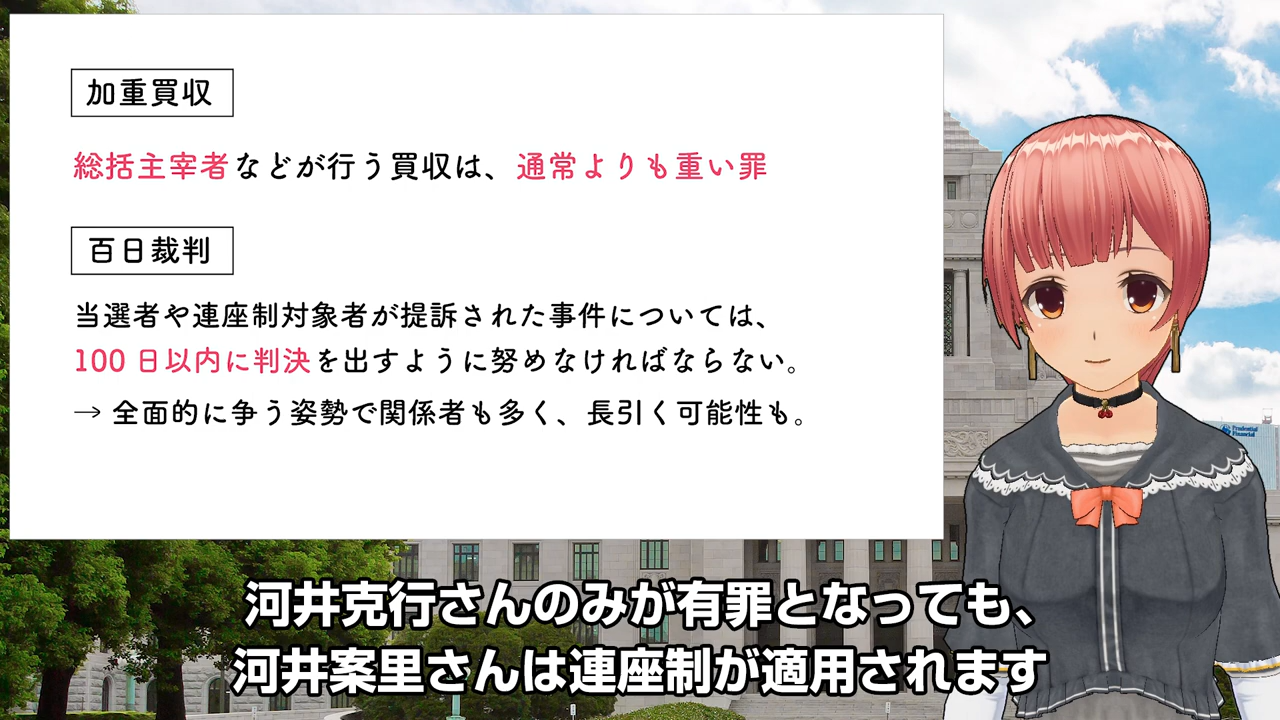 加重買収
総括主宰者などが行う買収は、通常よりも重い罪
百日裁判
当選者や連座制対象者が提訴された事件については、
100日以内に判決を出すように努めなければならない。
→ 全面的に争う姿勢で関係者も多く、長引く可能性も。
Prudential
Financial
河井克行さんのみが有罪となっても、
河井案里さんは連座制が適用されます